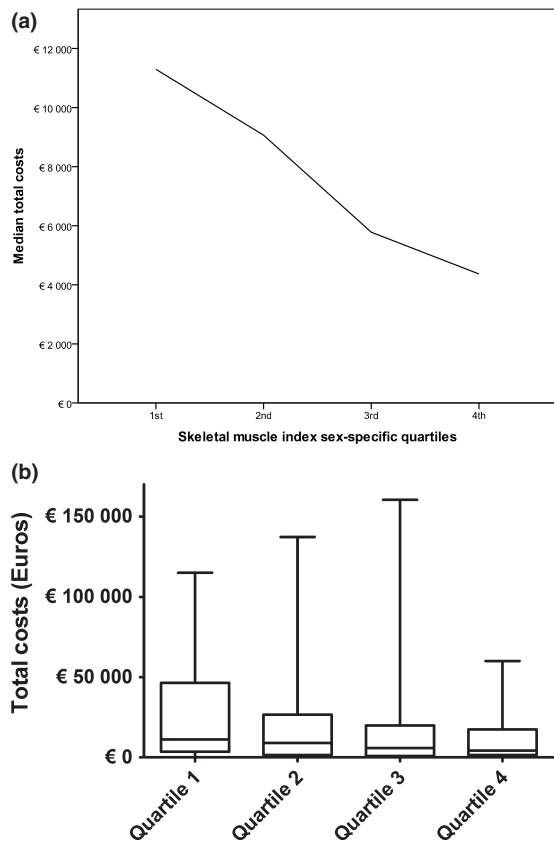 (a)
Median total costs
€ 12 000
€ 10 000
€ 8 000
€ 6 000
€ 4 000
€ 2 000
€ 0
1st 2nd 3rd 4th
Skeletal muscle index sex-specific quartiles
(b)
Total costs (Euros)
€ 150 000
€ 100 000
€ 50 000
€ 0
Quartile 1
Quartile 2
Quartile 3
Quartile 4